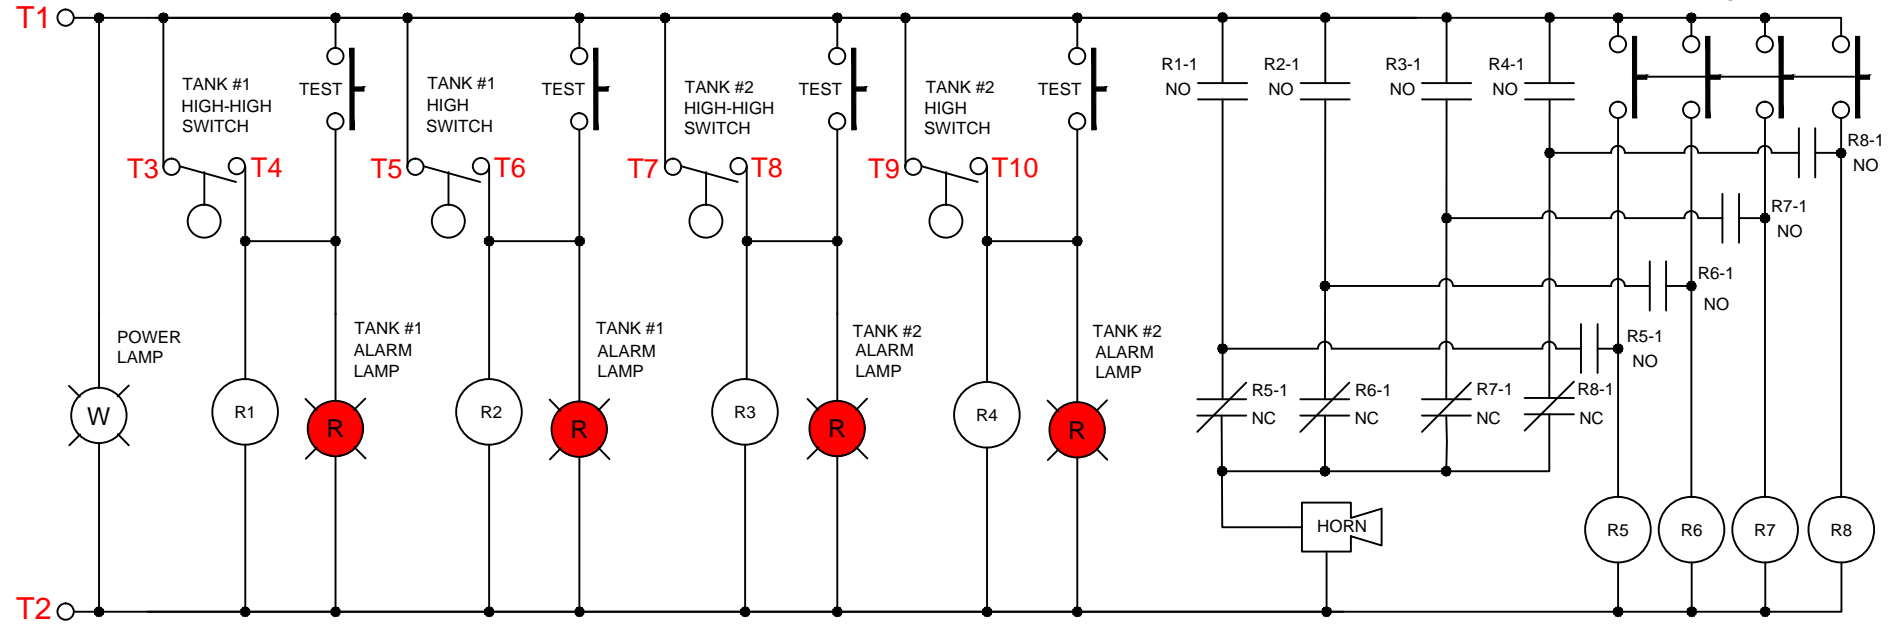 T1
TANK #1
HIGH-HIGH
SWITCH
TEST
TANK #1
HIGH
SWITCH
TEST
TANK #2
HIGH-HIGH
SWITCH
TEST
TANK #2
HIGH
SWITCH
TEST
R1-1
NO
R2-1
NO
R3-1
NO
R4-1
NO
R8-1
NO
T3
T4
T5
T6
T7
T8
T9
T10
R7-1
NO
R6-1
NO
R5-1
NO
POWER
LAMP
TANK #1
ALARM
LAMP
TANK #1
ALARM
LAMP
TANK #2
ALARM
LAMP
TANK #2
ALARM
LAMP
W
R1
R
R2
R
R3
R
R4
R
R5-1
NC
R6-1
NC
R7-1
NC
R8-1
NC
HORN
R5
R6
R7
R8
T2